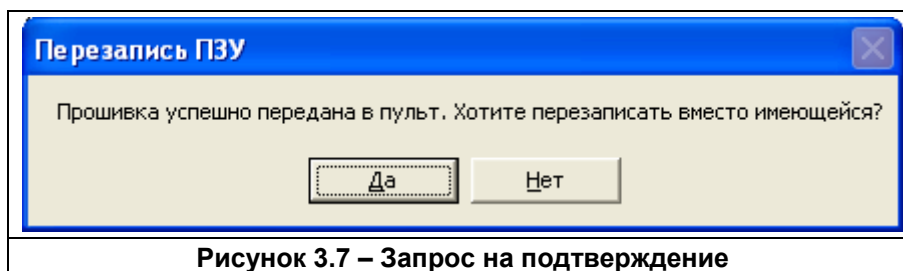 Перезапись ПЗУ
Прошивка успешно передана в пульт. Хотите перезаписать вместо имеющейся?
Да
Нет
Рисунок 3.7 – Запрос на подтверждение